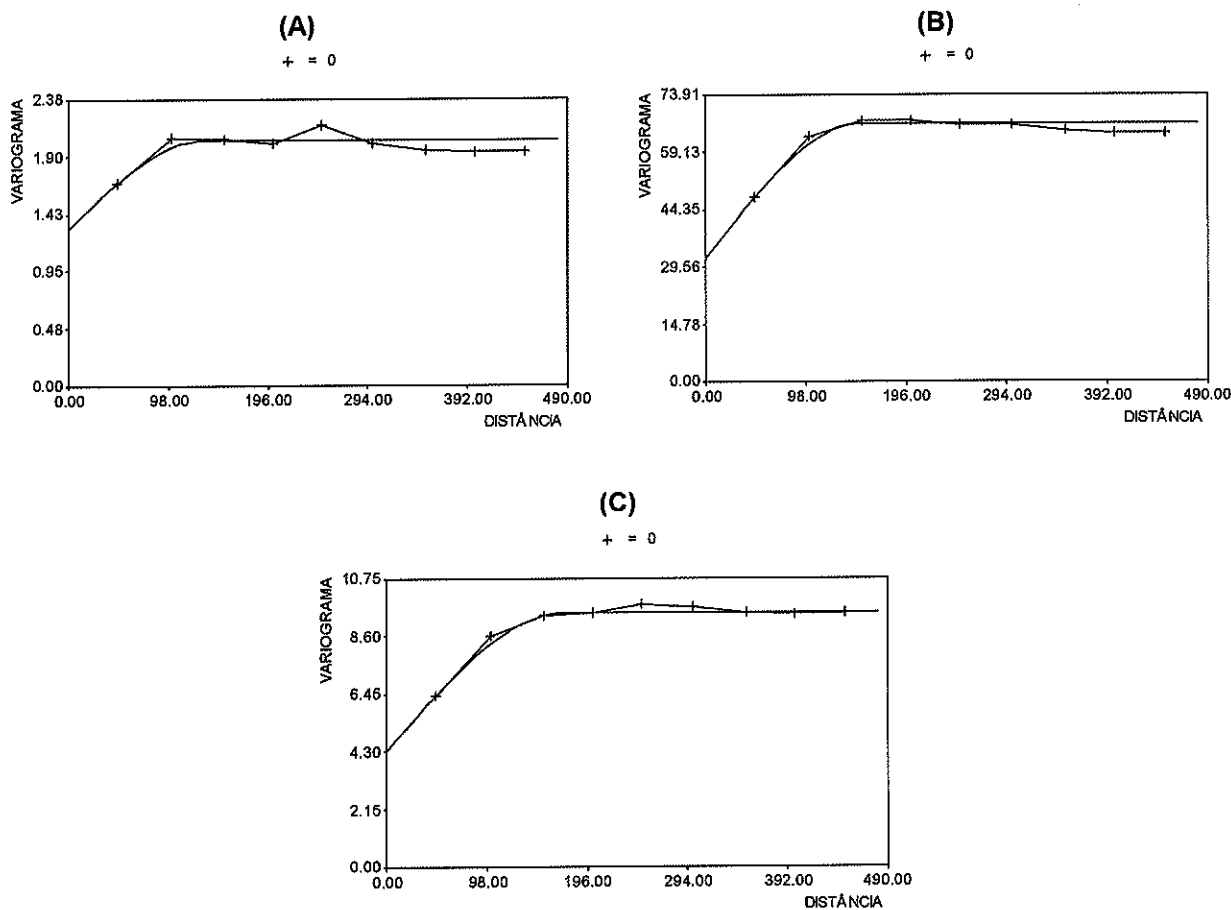 (A)
+ = 0
VARIOGRAMA
2.38
1.90
1.43
0.95
0.48
0.00
0.00 98.00 196.00 294.00 392.00 490.00
DISTÂNCIA
(B)
+ = 0
VARIOGRAMA
73.91
59.13
44.35
29.56
14.78
0.00
0.00 98.00 196.00 294.00 392.00 490.00
DISTÂNCIA
(C)
+ = 0
VARIOGRAMA
10.75
8.60
6.46
4.30
2.15
0.00
0.00 98.00 196.00 294.00 392.00 490.00
DISTÂNCIA